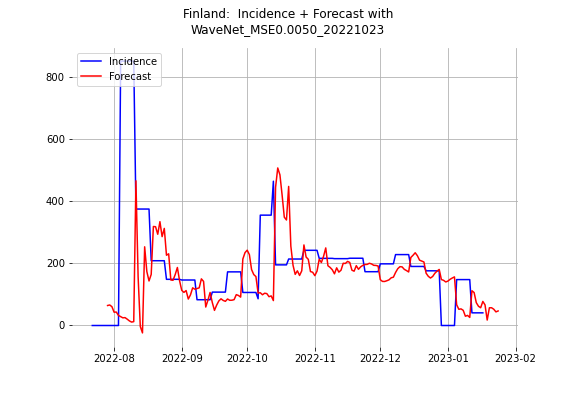 Finland:  Incidence + Forecast with
WaveNet_MSE0.0050_20221023
Incidence
Forecast
800
600
400
200
0
2022-08 2022-09 2022-10 2022-11 2022-12 2023-01 2023-02